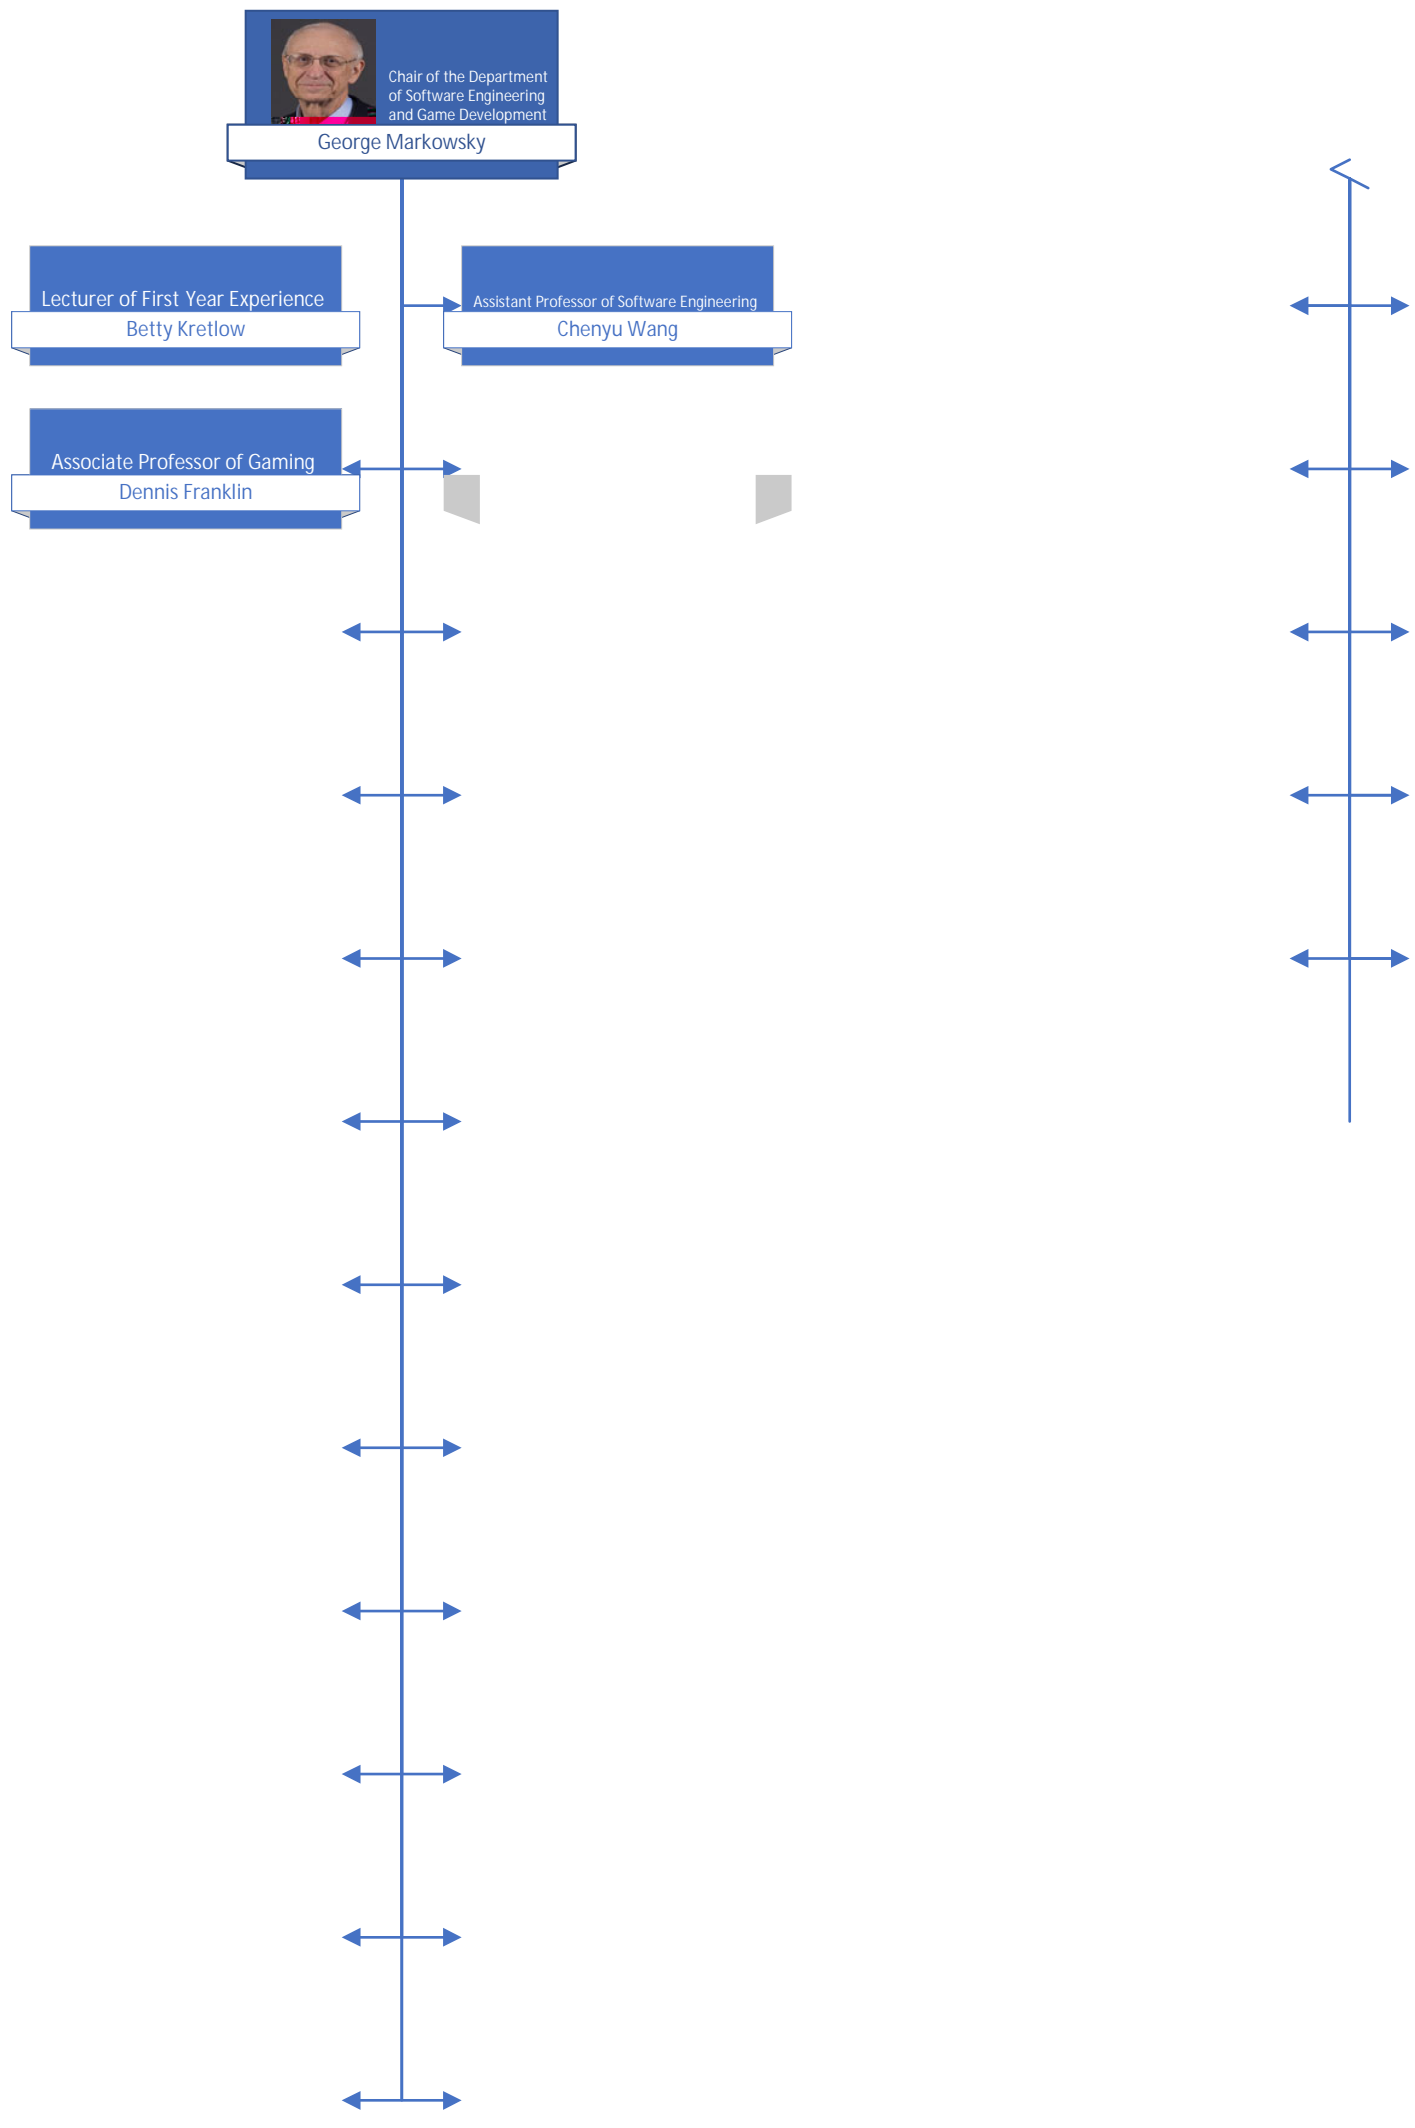 Chair of the Department
of Software Engineering
and Game Development
George Markowsky
Lecturer of First Year Experience
Betty Kretlow
Assistant Professor of Software Engineering
Chenyu Wang
Associate Professor of Gaming
Dennis Franklin